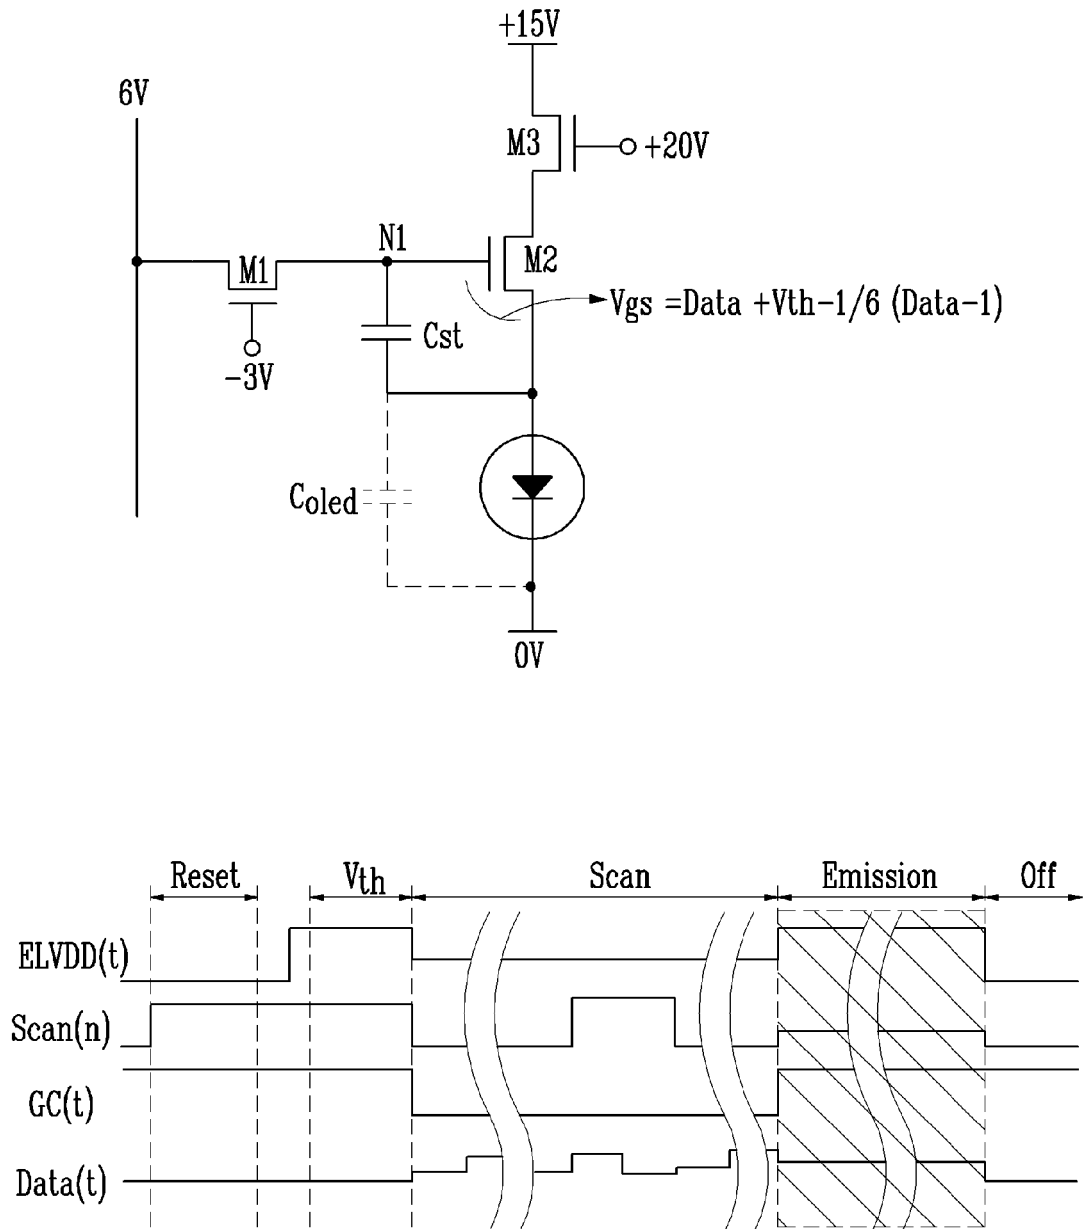 +15V
6V
M3
+20V
N1
M1
M2
Vgs =Data +Vth-1/6 (Data-1)
Cst
-3V
Coled
0V
Reset
Vth
Scan
Emission
Off
ELVDD(t)
Scan(n)
GC(t)
Data(t)